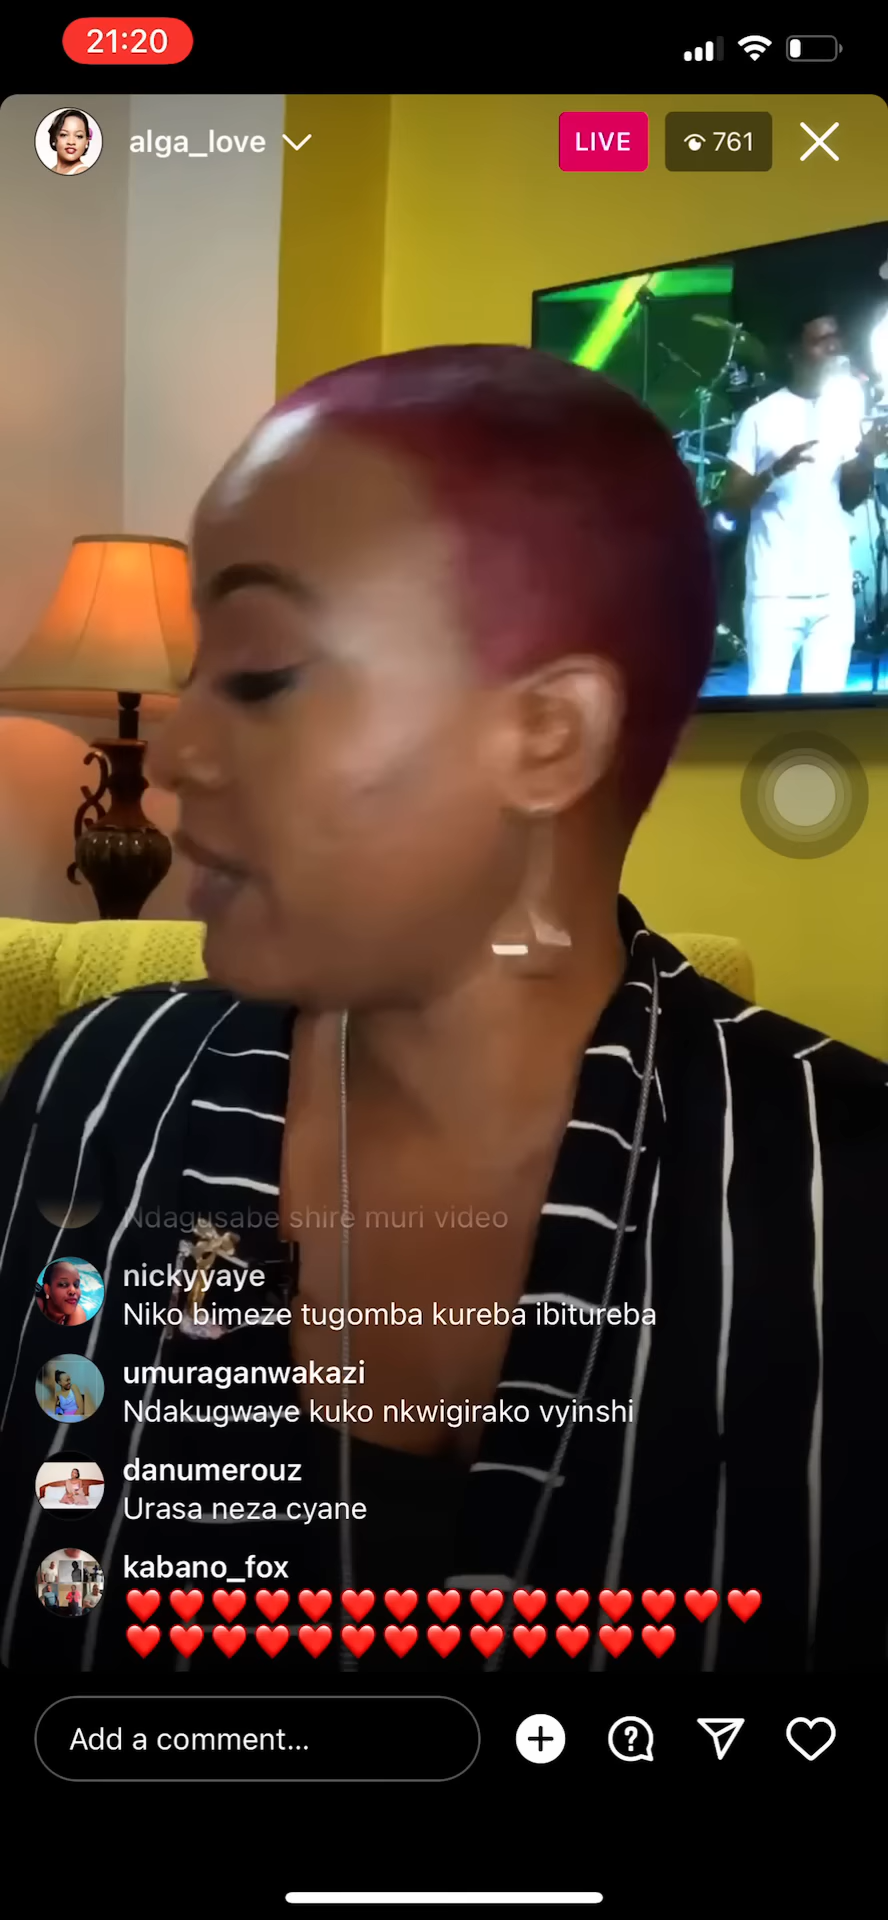 21:20
alga_love
LIVE
761
Ndagusabe shire muri video
nickyyaye
Niko bimeze tugomba kureba ibitureba
umuraganwakazi
Ndakugwaye kuko nkwigirako vyinshi
danumerouz
Urasa neza cyane
kabano_fox
❤️❤️❤️❤️❤️❤️❤️❤️❤️❤️❤️❤️❤️❤️❤️
❤️❤️❤️❤️❤️❤️❤️❤️❤️❤️❤️❤️❤️
Add a comment...